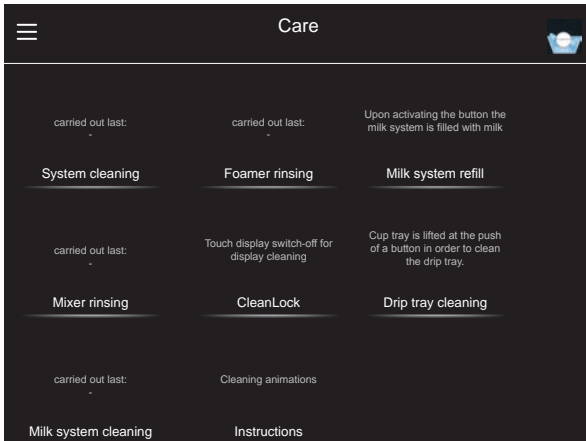 Care
carried out last:
-
System cleaning
carried out last:
-
Foamer rinsing
Upon activating the button the
milk system is filled with milk
Milk system refill
carried out last:
-
Mixer rinsing
Touch display switch-off for
display cleaning
CleanLock
Cup tray is lifted at the push
of a button in order to clean
the drip tray.
Drip tray cleaning
carried out last:
-
Milk system cleaning
Cleaning animations
Instructions